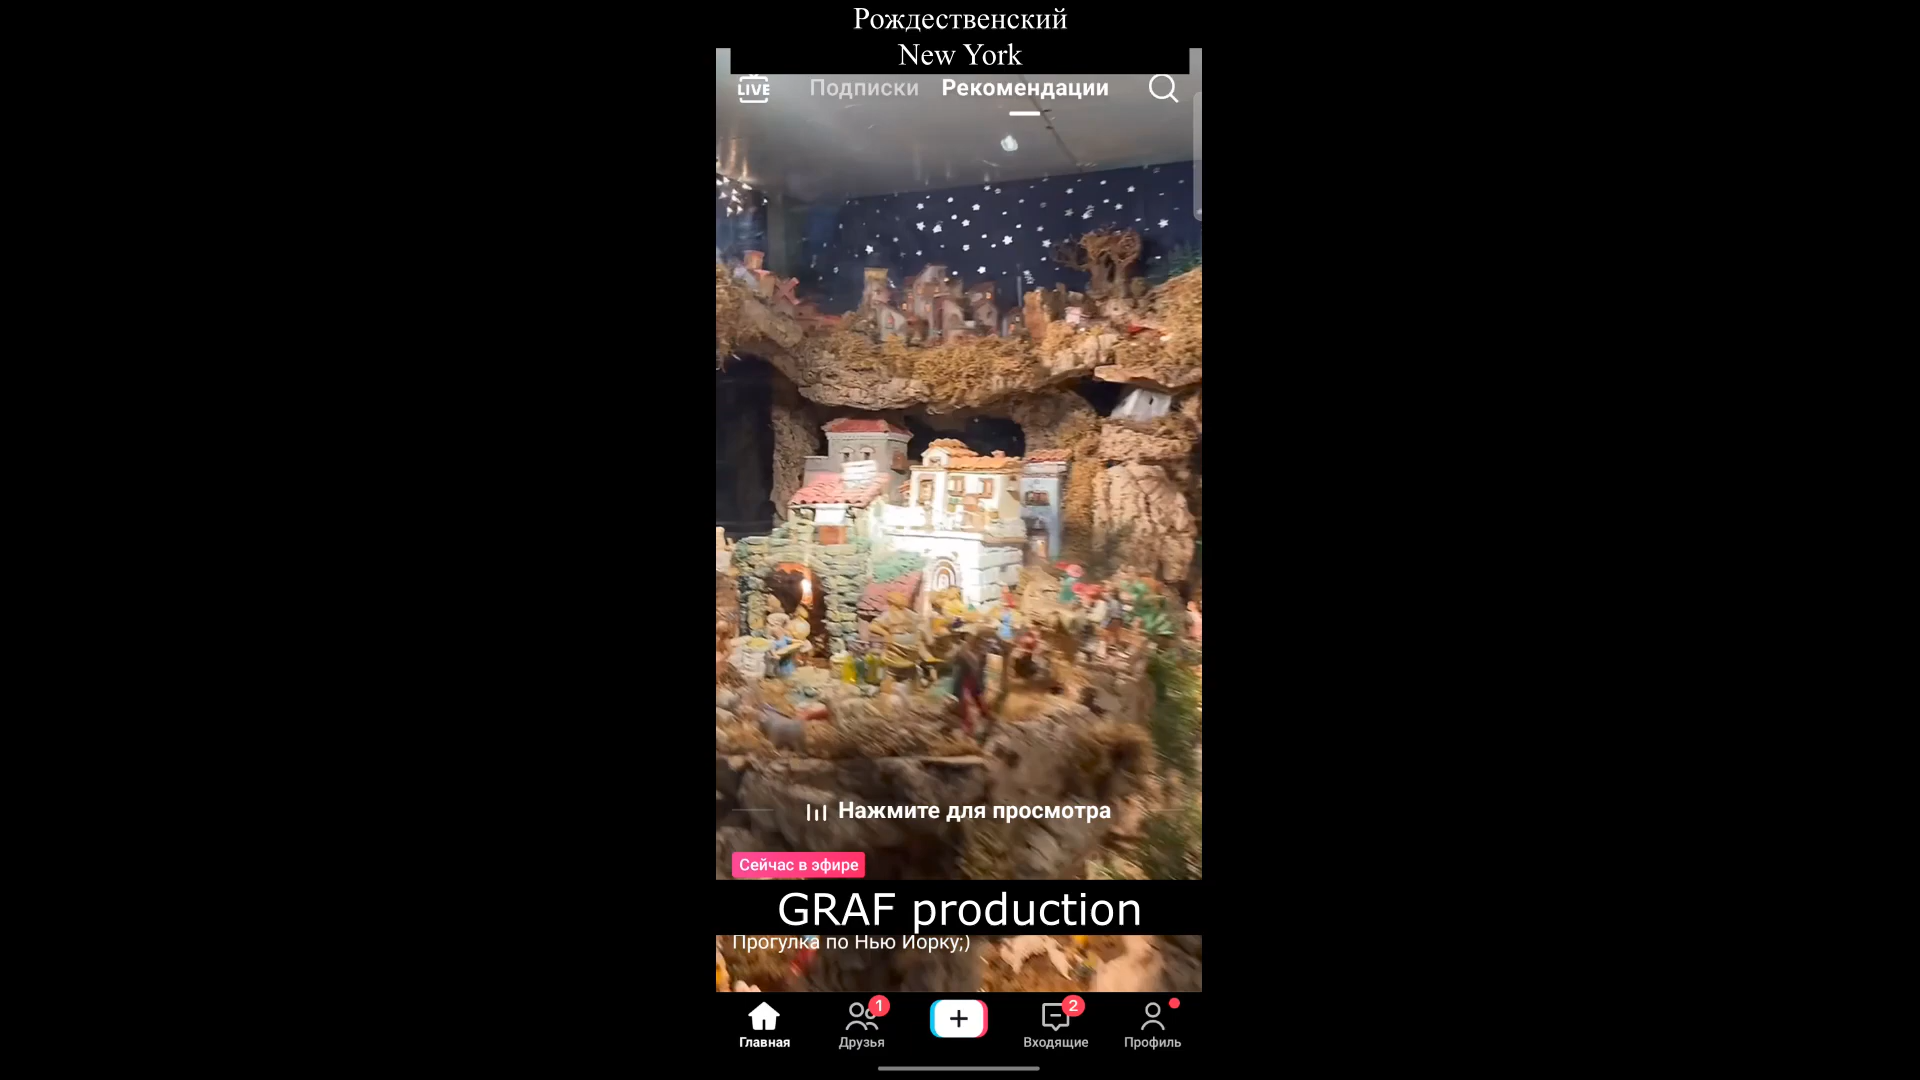 Рождественский
New York
LIVE
Подписки
Рекомендации
Нажмите для просмотра
Сейчас в эфире
GRAF production
Прогулка по Нью Йорку;)
1
2
Главная
Друзья
Входящие
Профиль